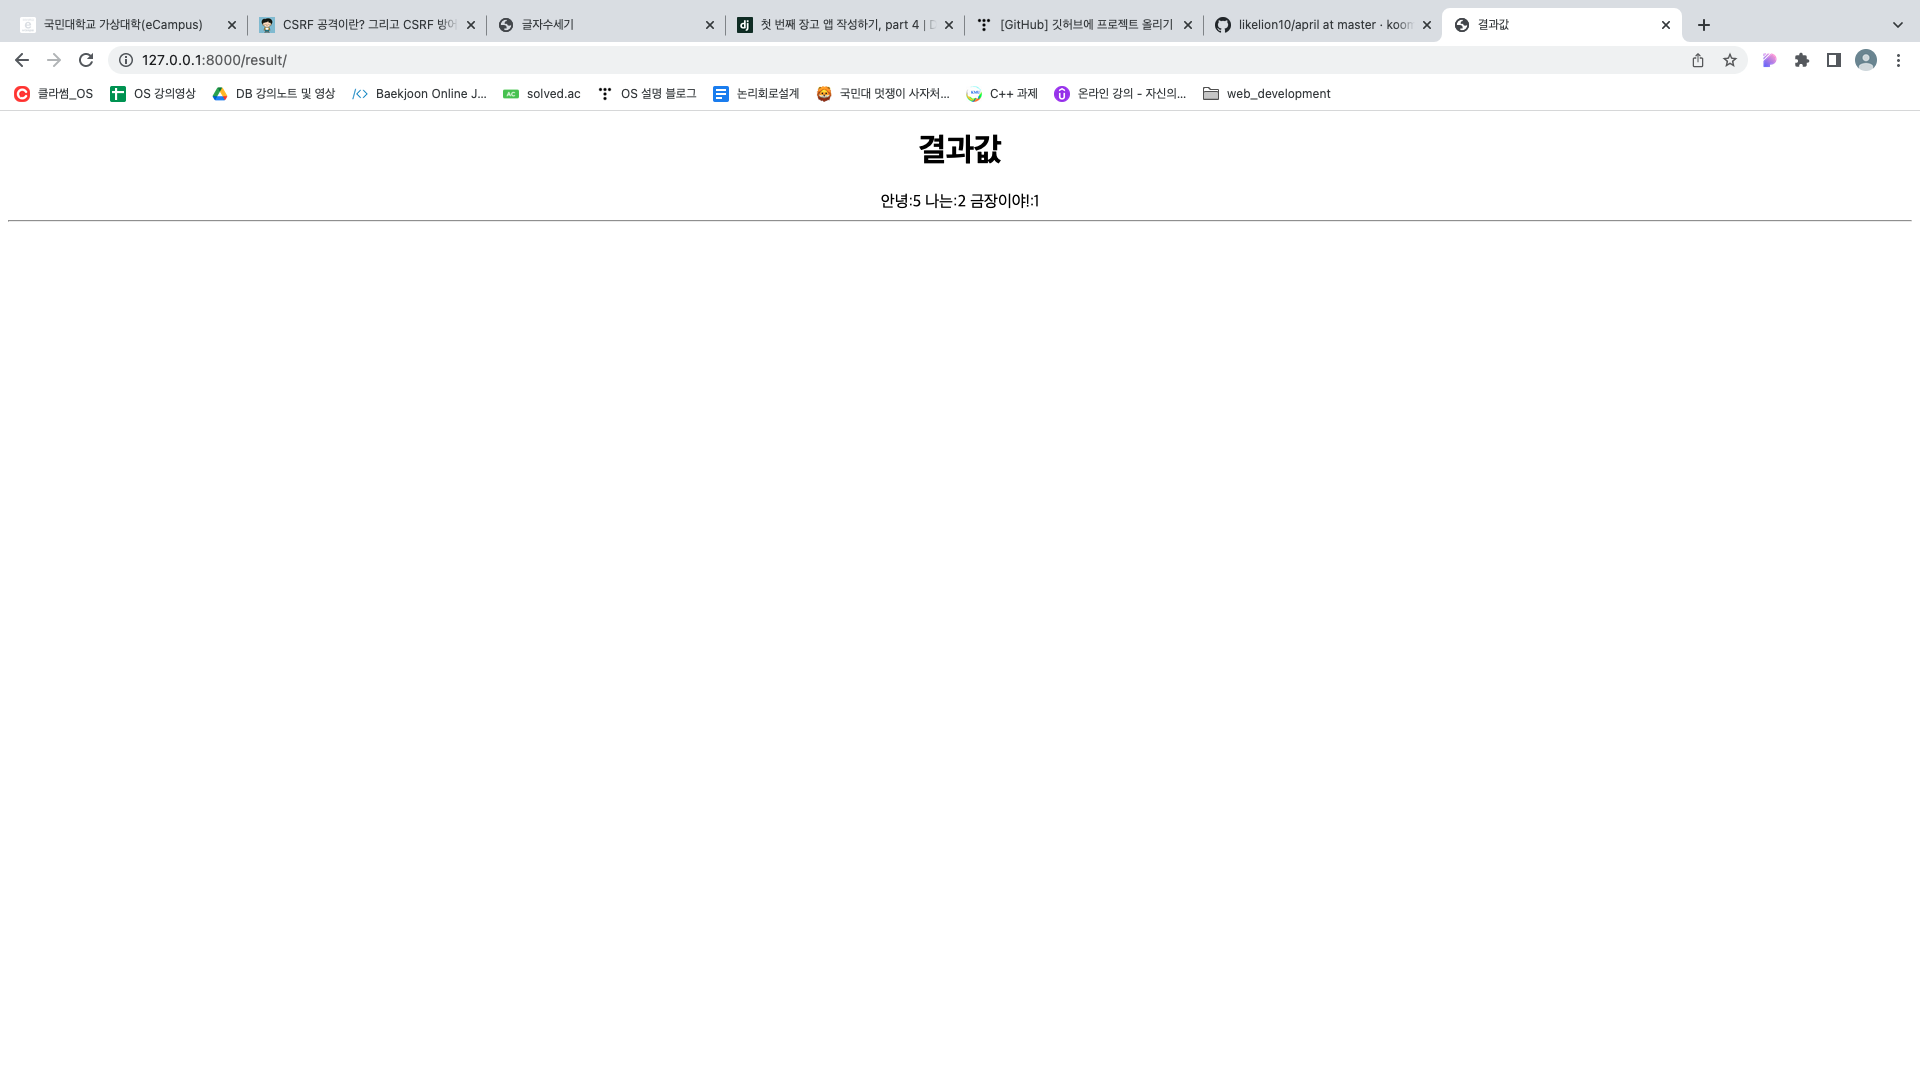 국민대학교 가상대학(eCampus)
CSRF 공격이란? 그리고 CSRF 방어
글자수세기
dj 첫 번째 장고 앱 작성하기, part 4 | D
[GitHub] 깃허브에 프로젝트 올리기
likelion10/april at master · koon
결과값
127.0.0.1:8000/result/
클라썸_OS
OS 강의영상
DB 강의노트 및 영상
Baekjoon Online J...
AC solved.ac
OS 설명 블로그
논리회로설계
국민대 멋쟁이 사자처...
C++ 과제
온라인 강의 - 자신의...
web_development
결과값
안녕:5 나는:2 금장이야!:1